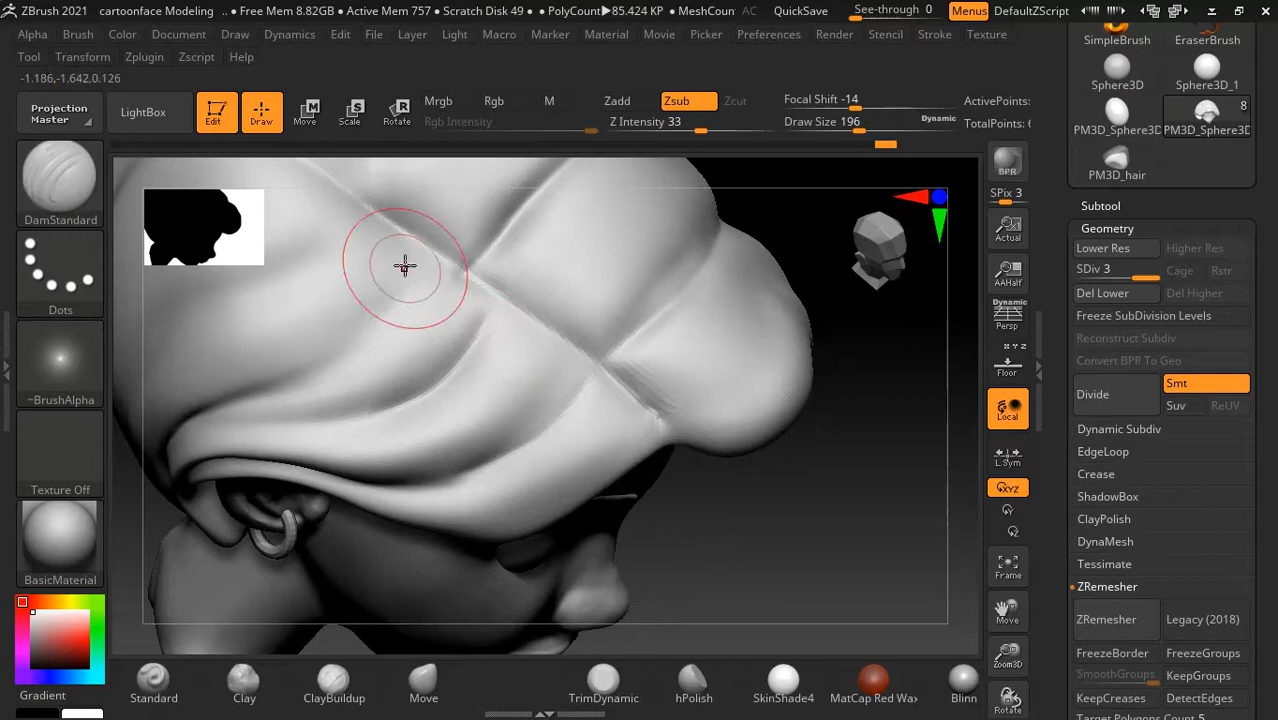 ZBrush 2021 cartoonface Modeling .. • Free Mem 8.82GB • Active Mem 757 • Scratch Disk 49 • PolyCount▸85.424 KP • MeshCoun AC QuickSave See-through 0 Menus DefaultZScript
Alpha Brush Color Document Draw Dynamics Edit File Layer Light Macro Marker Material Movie Picker Preferences Render Stencil Stroke Texture
Tool Transform Zplugin Zscript Help
-1.186,-1.642,0.126
Projection Master
LightBox
Edit Draw Move Scale Rotate
Mrgb Rgb M Zadd Zsub Zcut
Rgb Intensity Z Intensity 33
Focal Shift -14
Draw Size 196 Dynamic
ActivePoints:
TotalPoints: 6
DamStandard
Dots
~BrushAlpha
Texture Off
BasicMaterial
Gradient
Standard Clay ClayBuildup Move TrimDynamic hPolish SkinShade4 MatCap Red Wax Blinn
BPR
SPix 3
Actual
AAHalf
Dynamic
Persp
X Y Z
Floor
Local
L.Sym
XYZ
Y
Z
Frame
Move
Zoom3D
Rotate
SimpleBrush EraserBrush
Sphere3D Sphere3D_1
8
PM3D_Sphere3D PM3D_Sphere3D
PM3D_hair
Subtool
Geometry
Lower Res Higher Res
SDiv 3 Cage Rstr
Del Lower Del Higher
Freeze SubDivision Levels
Reconstruct Subdiv
Convert BPR To Geo
Divide Smt
Suv ReUV
Dynamic Subdiv
EdgeLoop
Crease
ShadowBox
ClayPolish
DynaMesh
Tessimate
ZRemesher
ZRemesher Legacy (2018)
FreezeBorder FreezeGroups
SmoothGroups KeepGroups
KeepCreases DetectEdges
Target Polygons Count 5